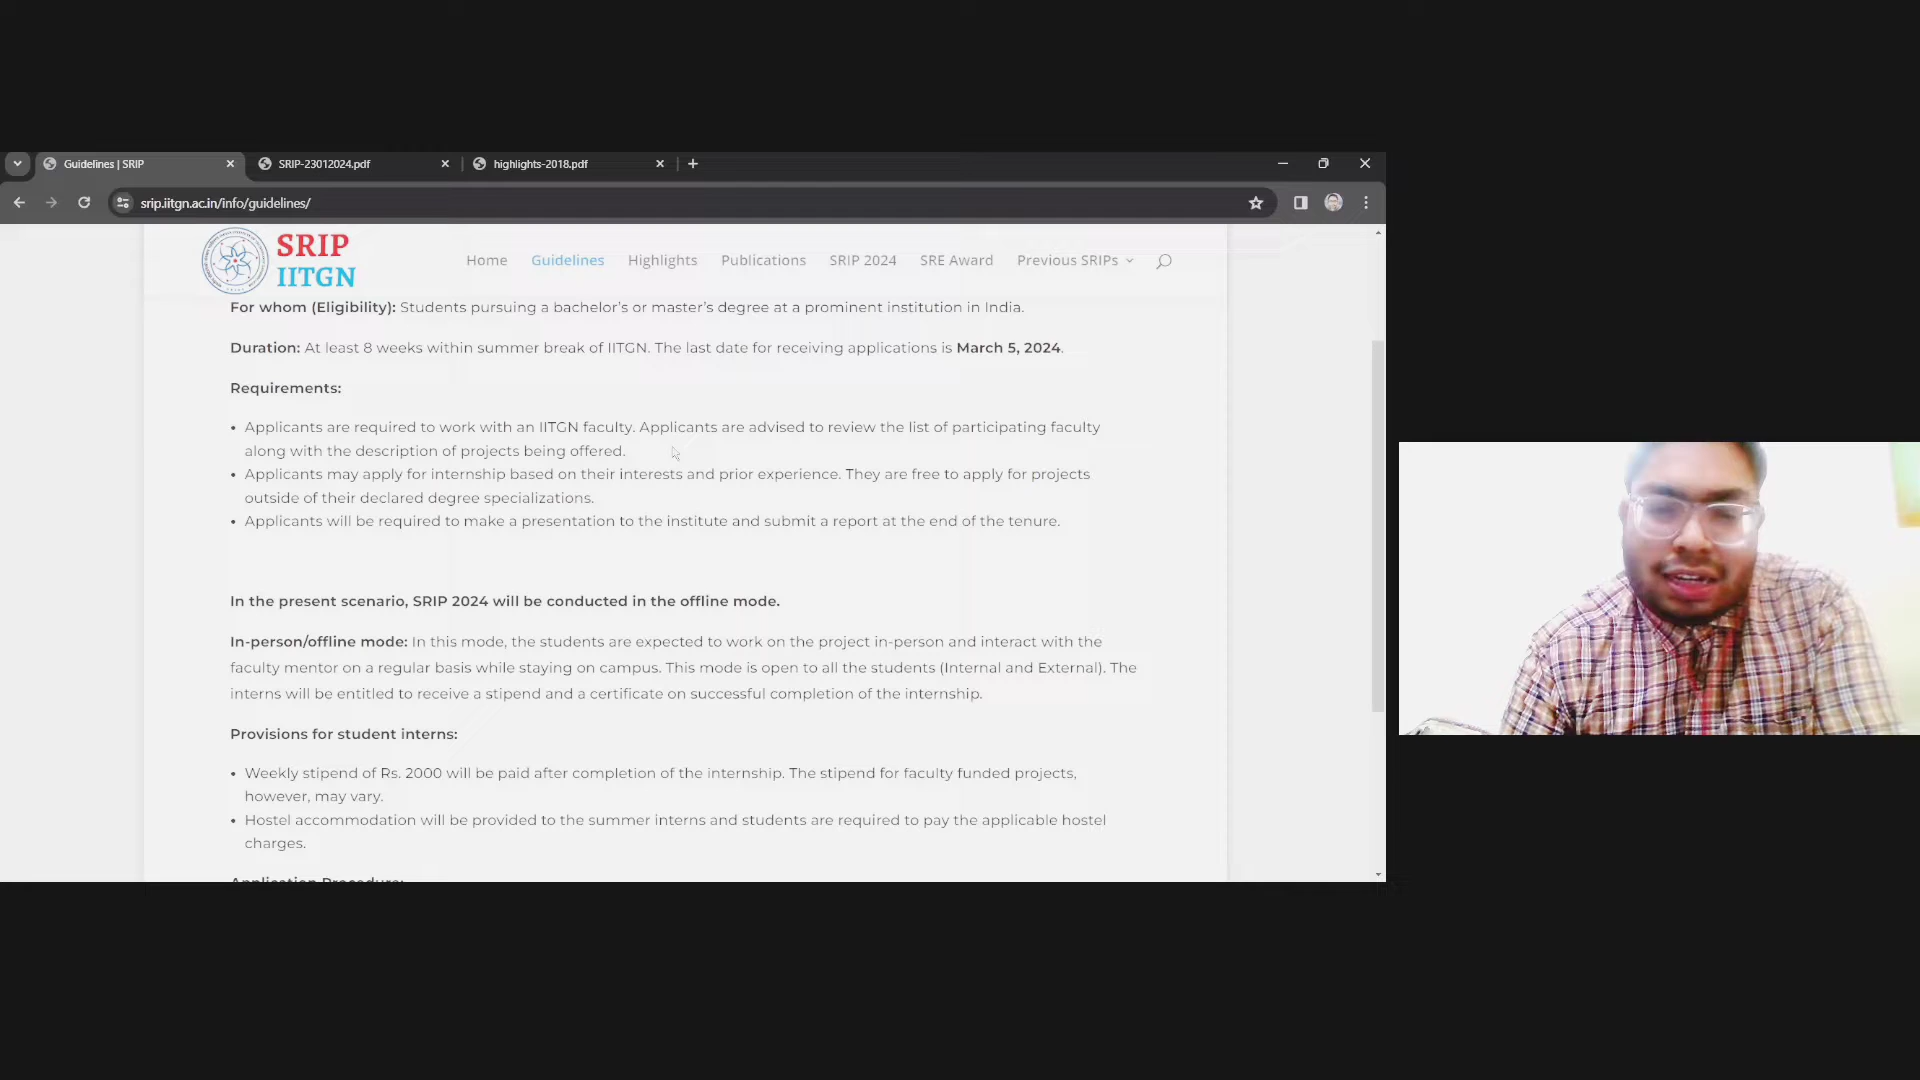 Guidelines | SRIP
SRIP-23012024.pdf
highlights-2018.pdf
srip.iitgn.ac.in/info/guidelines/
SRIP
IITGN
Home Guidelines Highlights Publications SRIP 2024 SRE Award Previous SRIPs
For whom (Eligibility): Students pursuing a bachelor's or master's degree at a prominent institution in India.
Duration: At least 8 weeks within summer break of IITGN. The last date for receiving applications is March 5, 2024.
Requirements:
• Applicants are required to work with an IITGN faculty. Applicants are advised to review the list of participating faculty
along with the description of projects being offered.
• Applicants may apply for internship based on their interests and prior experience. They are free to apply for projects
outside of their declared degree specializations.
• Applicants will be required to make a presentation to the institute and submit a report at the end of the tenure.
In the present scenario, SRIP 2024 will be conducted in the offline mode.
In-person/offline mode: In this mode, the students are expected to work on the project in-person and interact with the
faculty mentor on a regular basis while staying on campus. This mode is open to all the students (Internal and External). The
interns will be entitled to receive a stipend and a certificate on successful completion of the internship.
Provisions for student interns:
• Weekly stipend of Rs. 2000 will be paid after completion of the internship. The stipend for faculty funded projects,
however, may vary.
• Hostel accommodation will be provided to the summer interns and students are required to pay the applicable hostel
charges.
Application Procedure: